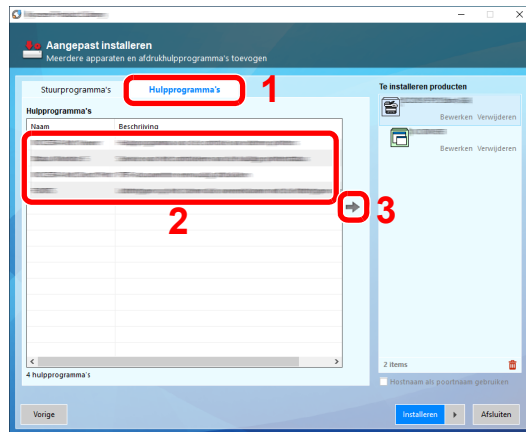 Aangepast installeren
Meerdere apparaten en afdrukhulpprogramma's toevogen
Stuurprogramma's
Hulpprogramma's
1
Te installeren producten
Hulpprogramma's
Naam
Beschrijving
Bewerken Verwijderen
Bewerken Verwijderen
2
3
4 hulpprogramma's
2 items
Hostnaam als poortnaam gebruiken
Vorige
Installeren
Afsluiten